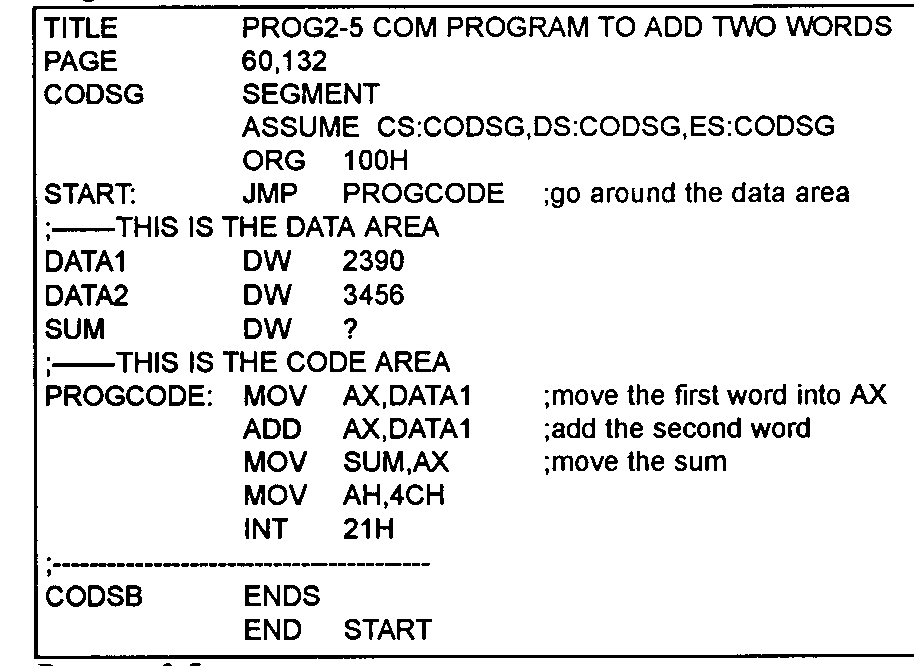 TITLE PROG2-5 COM PROGRAM TO ADD TWO WORDS
PAGE 60,132
CODSG SEGMENT
ASSUME CS:CODSG,DS:CODSG,ES:CODSG
ORG 100H
START: JMP PROGCODE ;go around the data area
;——THIS IS THE DATA AREA
DATA1 DW 2390
DATA2 DW 3456
SUM DW ?
;——THIS IS THE CODE AREA
PROGCODE: MOV AX,DATA1 ;move the first word into AX
ADD AX,DATA1 ;add the second word
MOV SUM,AX ;move the sum
MOV AH,4CH
INT 21H
;----------------------------------------
CODSB ENDS
END START